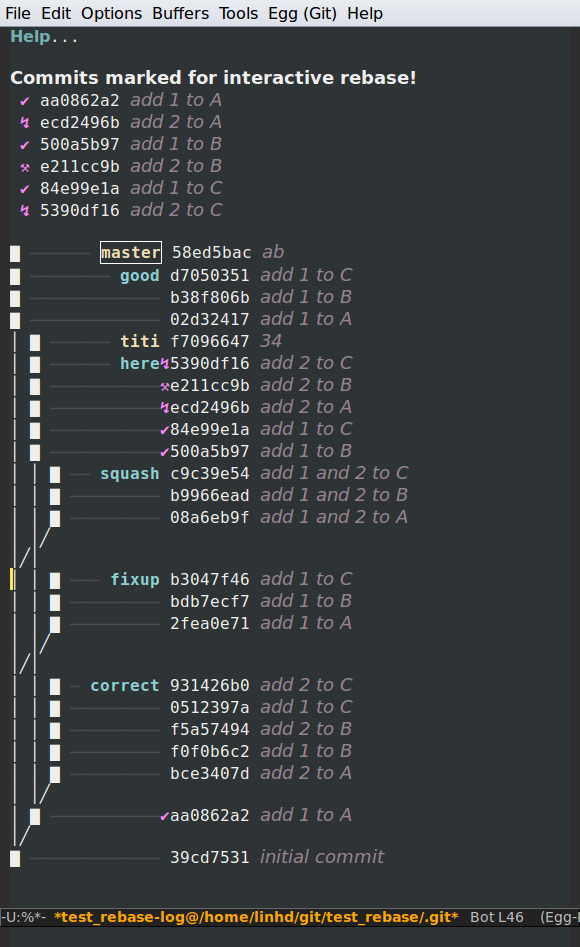 File Edit Options Buffers Tools Egg (Git) Help
Help...
Commits marked for interactive rebase!
✔ aa0862a2 add 1 to A
↯ ecd2496b add 2 to A
✔ 500a5b97 add 1 to B
⚒ e211cc9b add 2 to B
✔ 84e99e1a add 1 to C
↯ 5390df16 add 2 to C
master 58ed5bac ab
good d7050351 add 1 to C
b38f806b add 1 to B
02d32417 add 1 to A
titi f7096647 34
here↯5390df16 add 2 to C
⚒e211cc9b add 2 to B
↯ecd2496b add 2 to A
✔84e99e1a add 1 to C
✔500a5b97 add 1 to B
squash c9c39e54 add 1 and 2 to C
b9966ead add 1 and 2 to B
08a6eb9f add 1 and 2 to A
fixup b3047f46 add 1 to C
bdb7ecf7 add 1 to B
2fea0e71 add 1 to A
correct 931426b0 add 2 to C
0512397a add 1 to C
f5a57494 add 2 to B
f0f0b6c2 add 1 to B
bce3407d add 2 to A
✔aa0862a2 add 1 to A
39cd7531 initial commit
-U:%*- *test_rebase-log@/home/linhd/git/test_rebase/.git* Bot L46 (Egg-